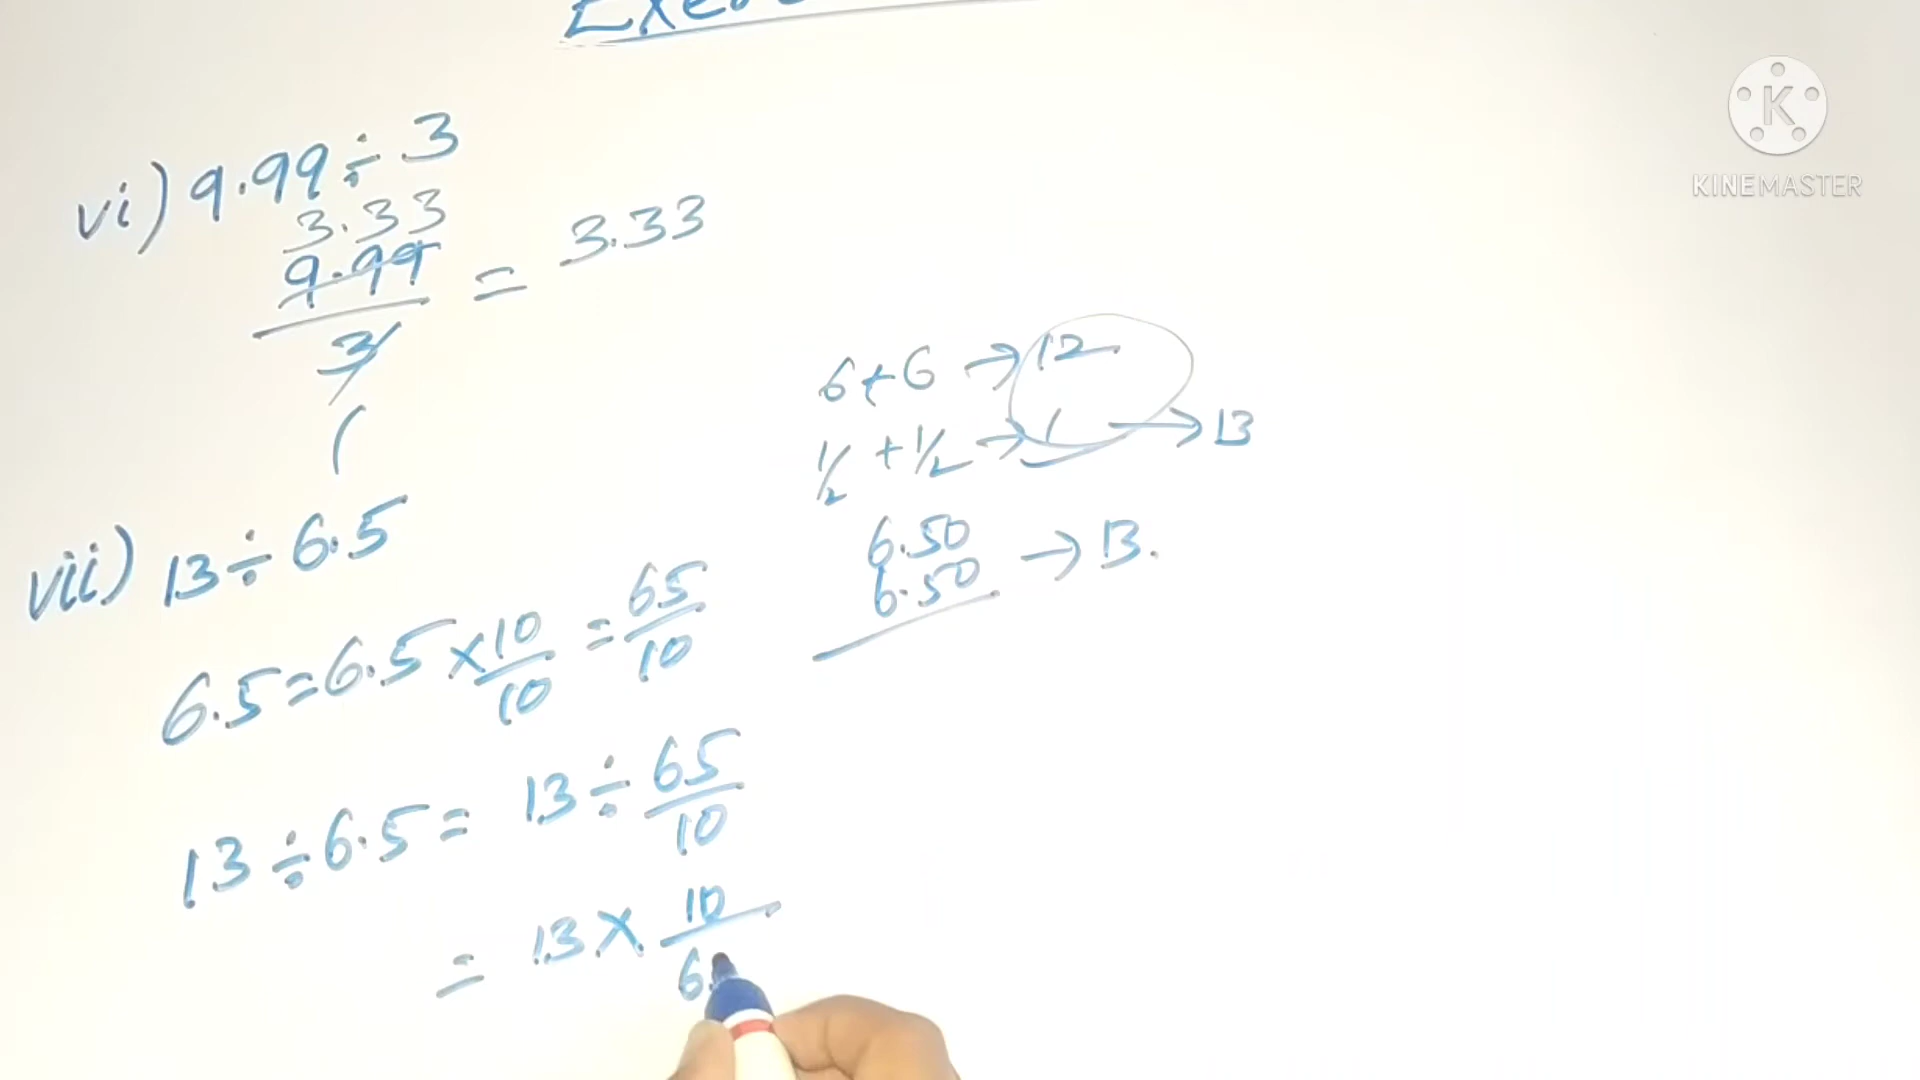 vi) 9.99 ÷ 3
3.33
9.99 = 3.33
3
1
6+6 → 12
1/2 + 1/2 → 1 → 13
6.50
6.50 → 13.
vii) 13 ÷ 6.5
6.5 = 6.5 × 10/10 = 65/10
13 ÷ 6.5 = 13 ÷ 65/10
= 13 × 10/6
KINEMASTER